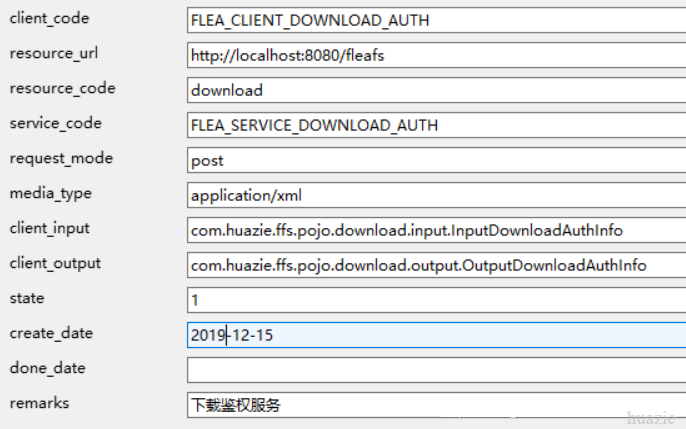 client_code FLEA_CLIENT_DOWNLOAD_AUTH
resource_url http://localhost:8080/fleafs
resource_code download
service_code FLEA_SERVICE_DOWNLOAD_AUTH
request_mode post
media_type application/xml
client_input com.huazie.ffs.pojo.download.input.InputDownloadAuthInfo
client_output com.huazie.ffs.pojo.download.output.OutputDownloadAuthInfo
state 1
create_date 2019-12-15
done_date
remarks 下载鉴权服务
huazie